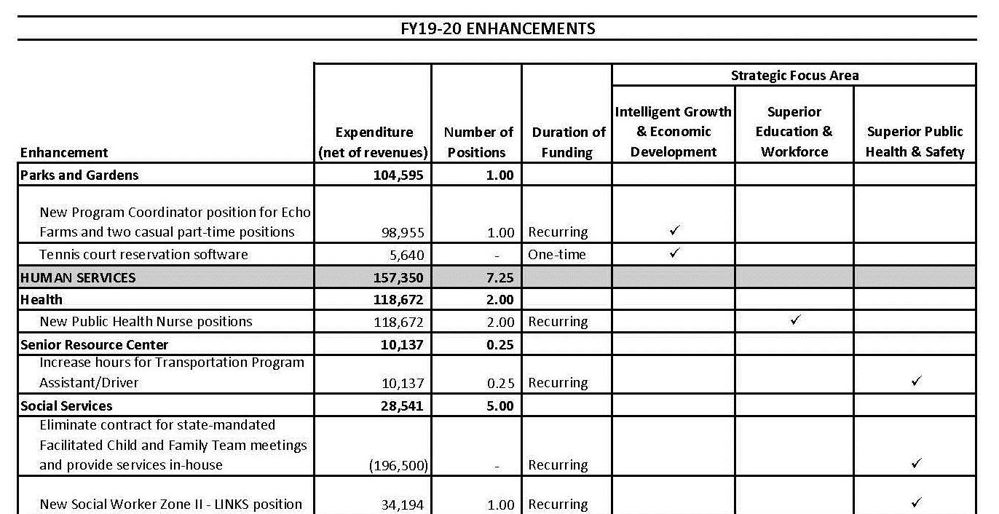 FY19-20 ENHANCEMENTS
Strategic Focus Area
Enhancement
Expenditure
(net of revenues)
Number of
Positions
Duration of
Funding
Intelligent Growth
& Economic
Development
Superior
Education &
Workforce
Superior Public
Health & Safety
Parks and Gardens 104,595 1.00
New Program Coordinator position for Echo
Farms and two casual part-time positions 98,955 1.00 Recurring ✓
Tennis court reservation software 5,640 - One-time ✓
HUMAN SERVICES 157,350 7.25
Health 118,672 2.00
New Public Health Nurse positions 118,672 2.00 Recurring ✓
Senior Resource Center 10,137 0.25
Increase hours for Transportation Program
Assistant/Driver 10,137 0.25 Recurring ✓
Social Services 28,541 5.00
Eliminate contract for state-mandated
Facilitated Child and Family Team meetings
and provide services in-house (196,500) - Recurring ✓
New Social Worker Zone II - LINKS position 34,194 1.00 Recurring ✓